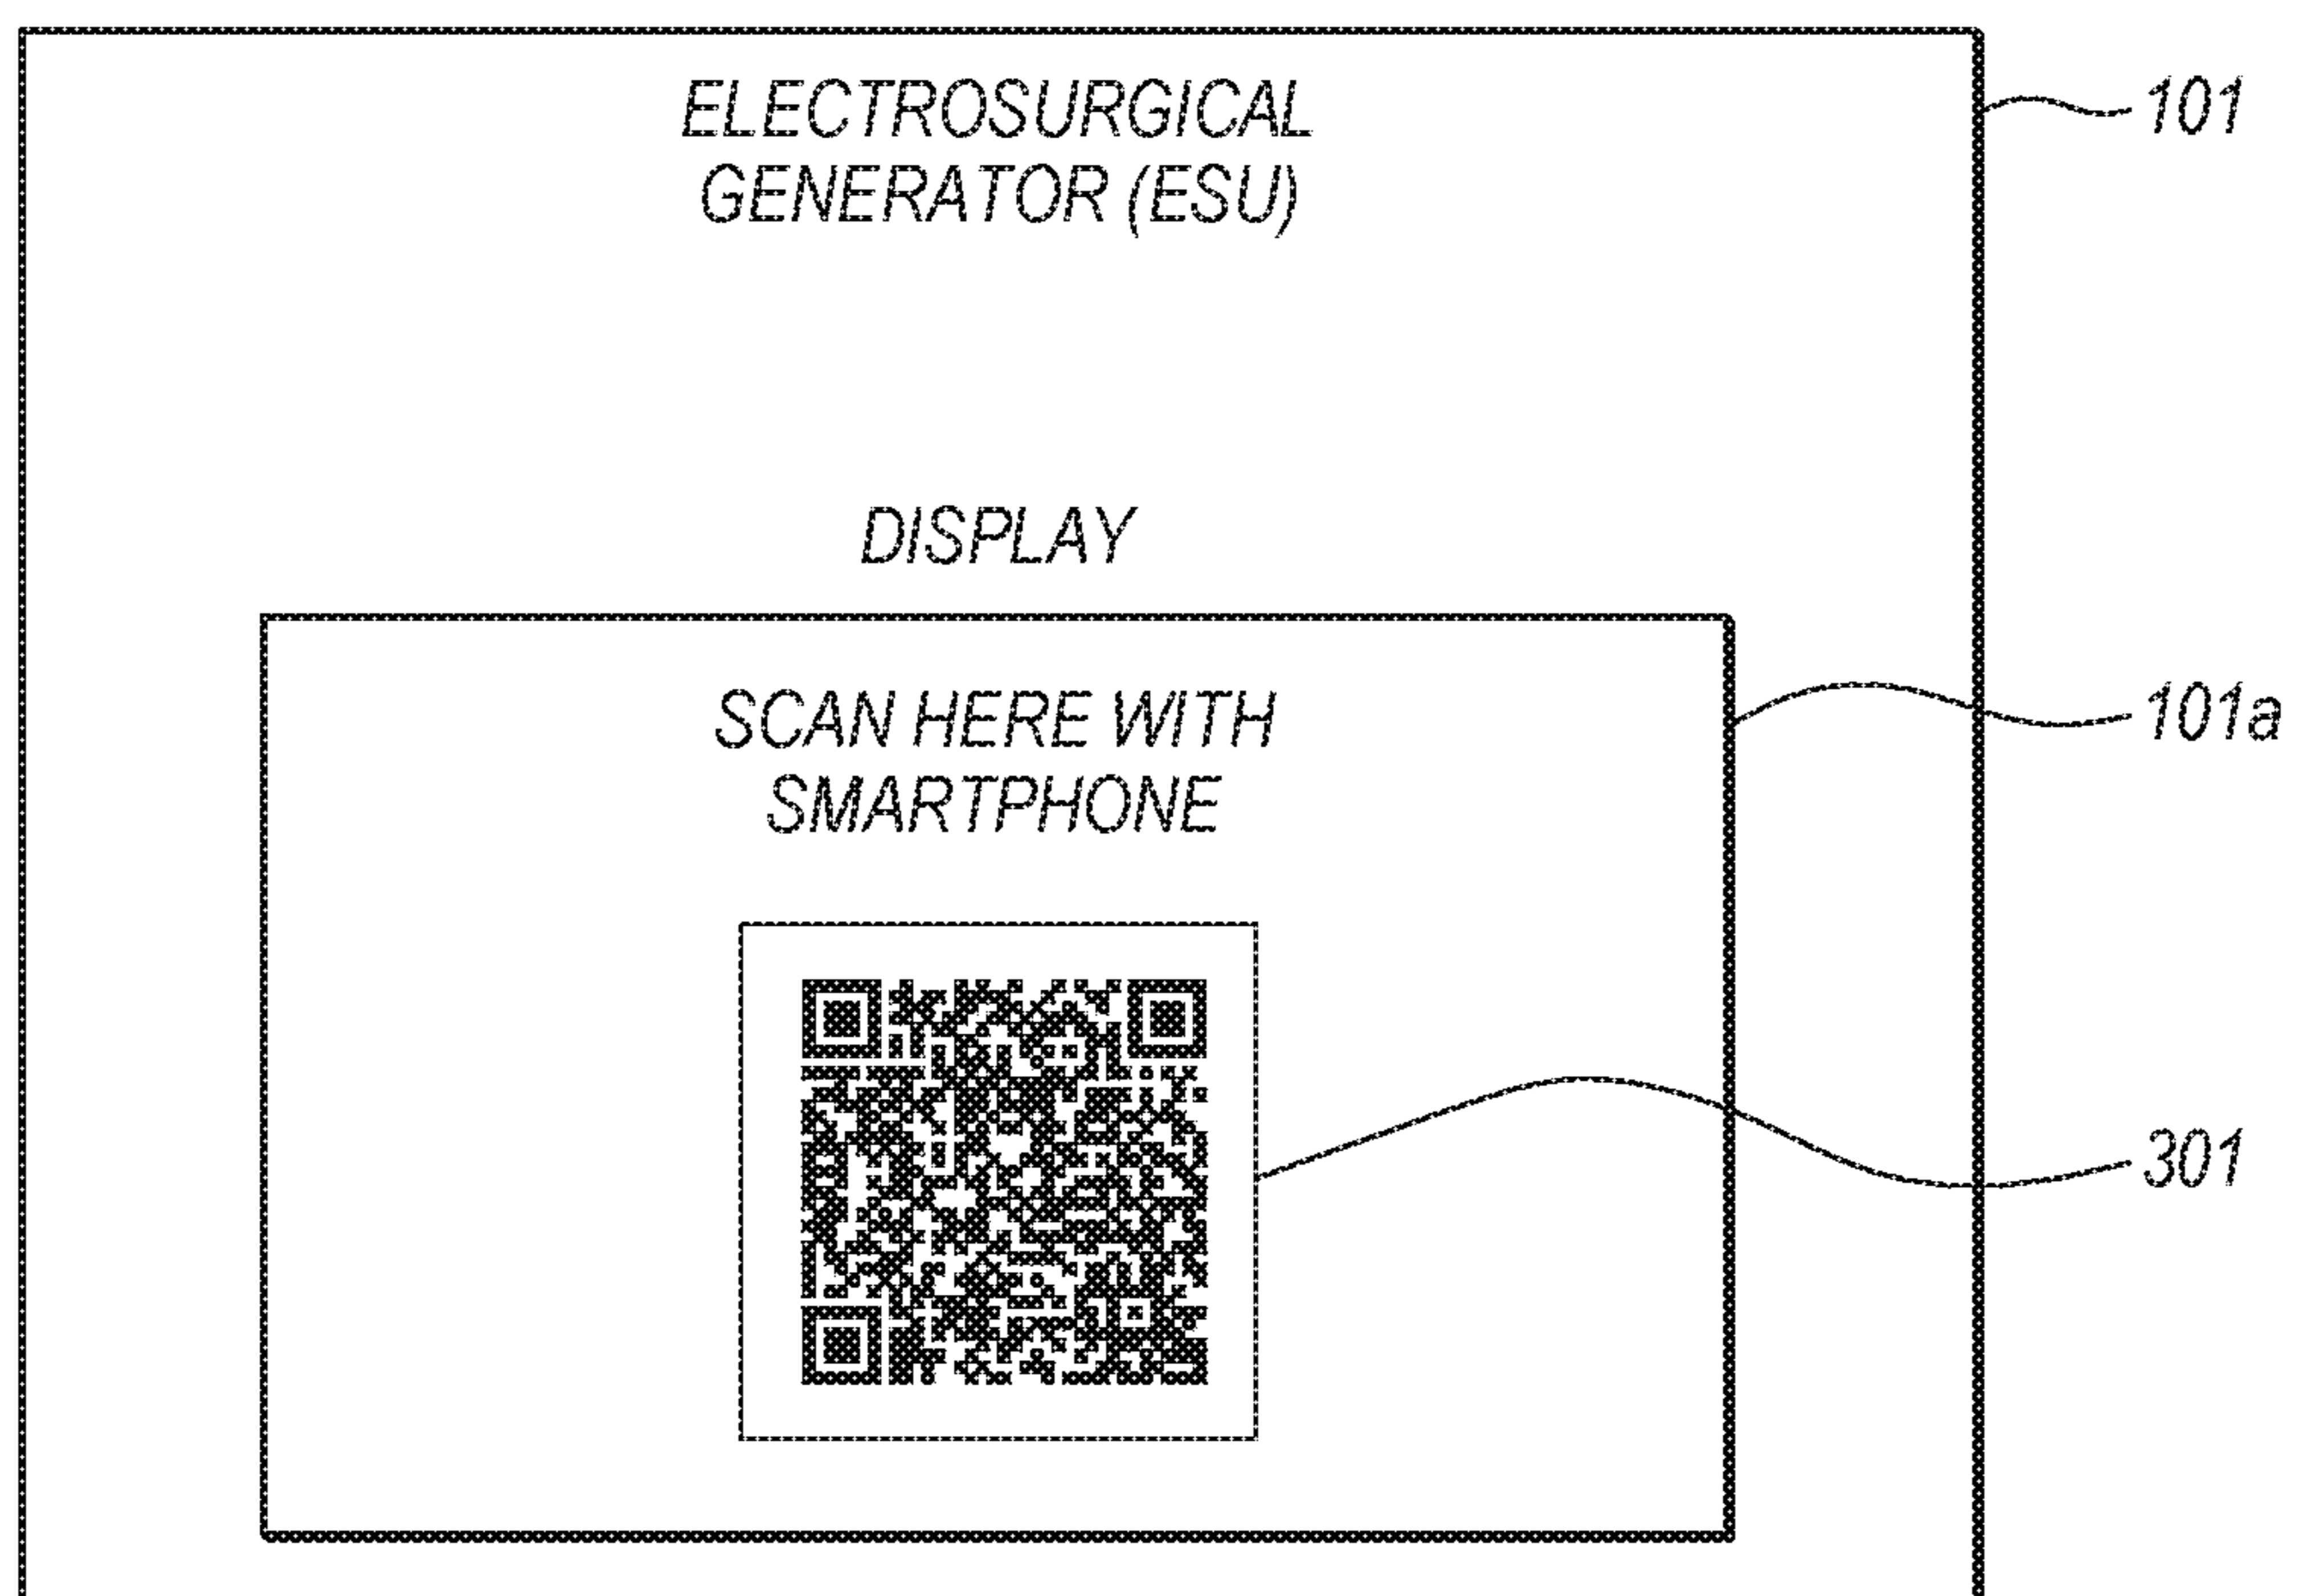 ELECTROSURGICAL
GENERATOR (ESU)
101
DISPLAY
SCAN HERE WITH
SMARTPHONE
101a
301